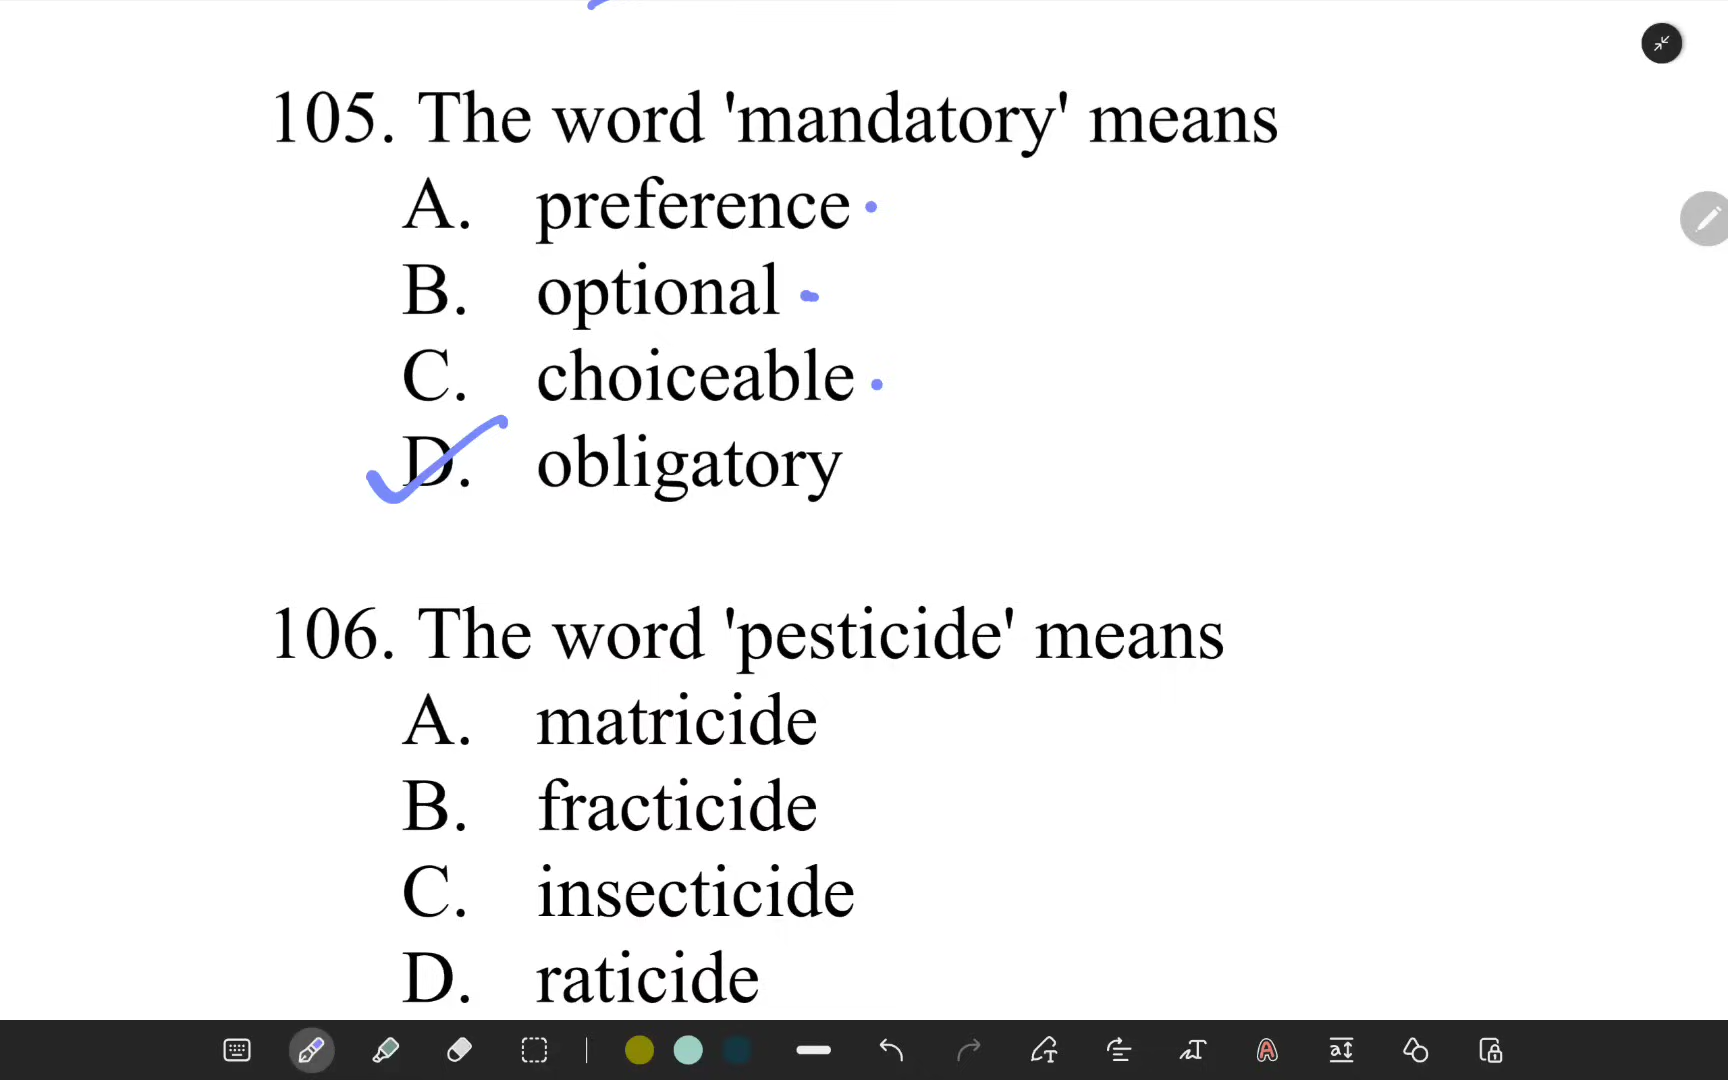 105. The word 'mandatory' means
A. preference
B. optional
C. choiceable
D. obligatory
106. The word 'pesticide' means
A. matricide
B. fracticide
C. insecticide
D. raticide